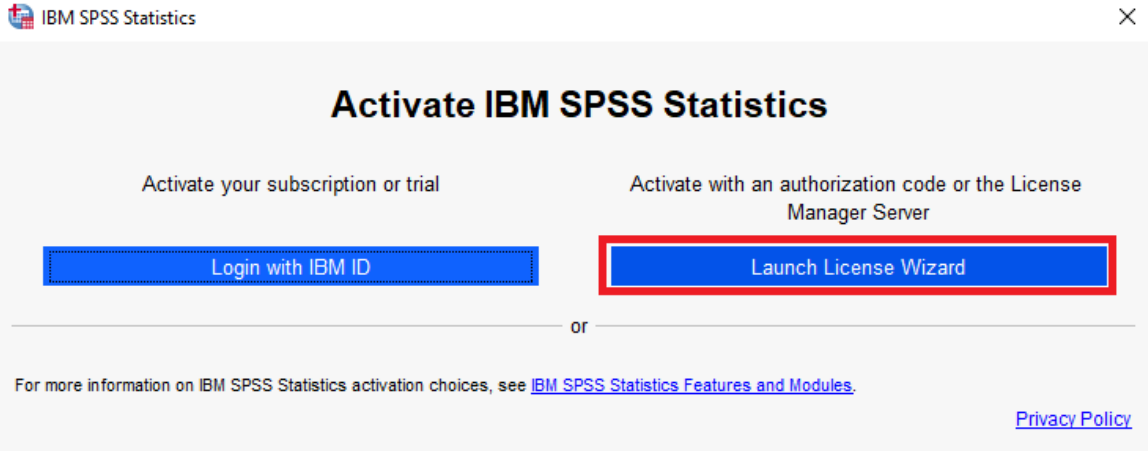 IBM SPSS Statistics
Activate IBM SPSS Statistics
Activate your subscription or trial
Login with IBM ID
Activate with an authorization code or the License
Manager Server
Launch License Wizard
or
For more information on IBM SPSS Statistics activation choices, see IBM SPSS Statistics Features and Modules.
Privacy Policy